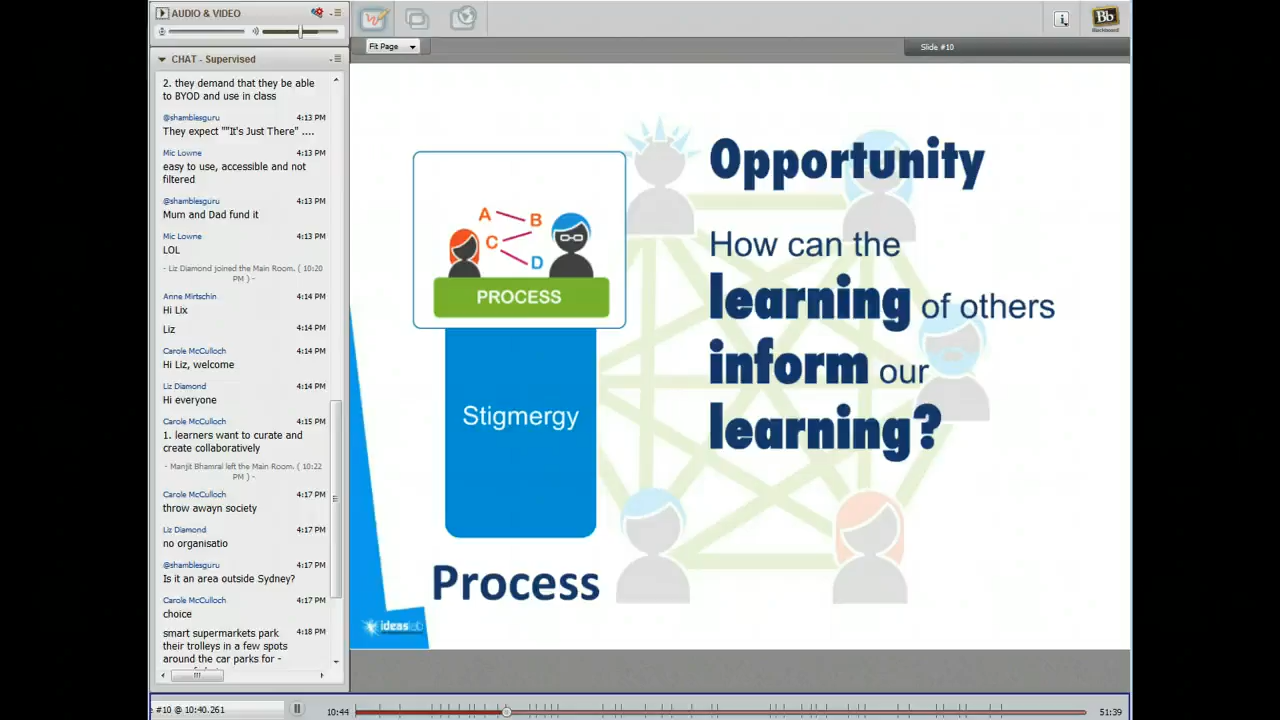 AUDIO & VIDEO
CHAT - Supervised
2. they demand that they be able
to BYOD and use in class
@shamblesguru 4:13 PM
They expect ""It's Just There" ....
Mic Lowne 4:13 PM
easy to use, accessible and not
filtered
@shamblesguru 4:13 PM
Mum and Dad fund it
Mic Lowne 4:13 PM
LOL
- Liz Diamond joined the Main Room. ( 10:20
PM ) -
Anne Mirtschin 4:14 PM
Hi Lix
Liz 4:14 PM
Carole McCulloch 4:14 PM
Hi Liz, welcome
Liz Diamond 4:14 PM
Hi everyone
Carole McCulloch 4:15 PM
1. learners want to curate and
create collaboratively
- Manjit Bhamral left the Main Room. ( 10:22
PM ) -
Carole McCulloch 4:17 PM
throw awayn society
Liz Diamond 4:17 PM
no organisatio
@shamblesguru 4:17 PM
Is it an area outside Sydney?
Carole McCulloch 4:17 PM
choice
smart supermarkets park 4:18 PM
their trolleys in a few spots
around the car parks for -
Fit Page
Slide #10
i
Bb
Blackboard
A
B
C
D
PROCESS
Stigmergy
Process
Opportunity
How can the
learning of others
inform our
learning?
ideaslab
#10 @ 10:40.261
10:44
51:39